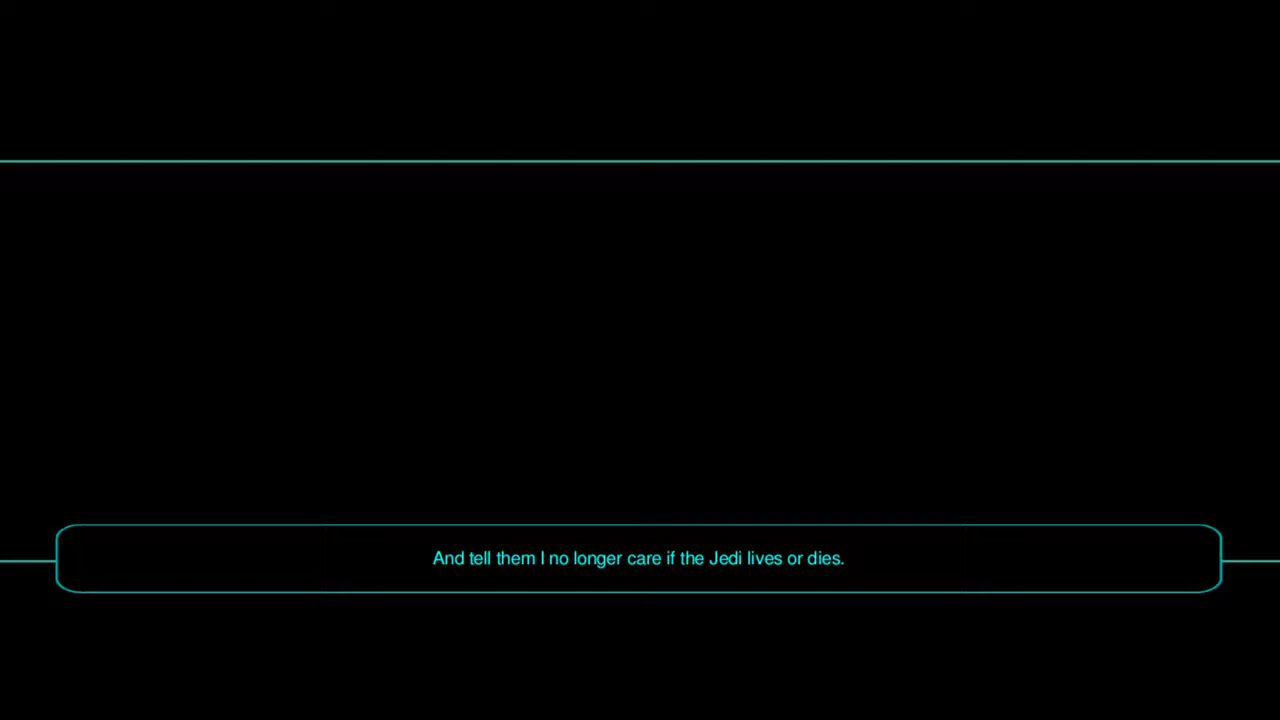 And tell them I no longer care if the Jedi lives or dies.